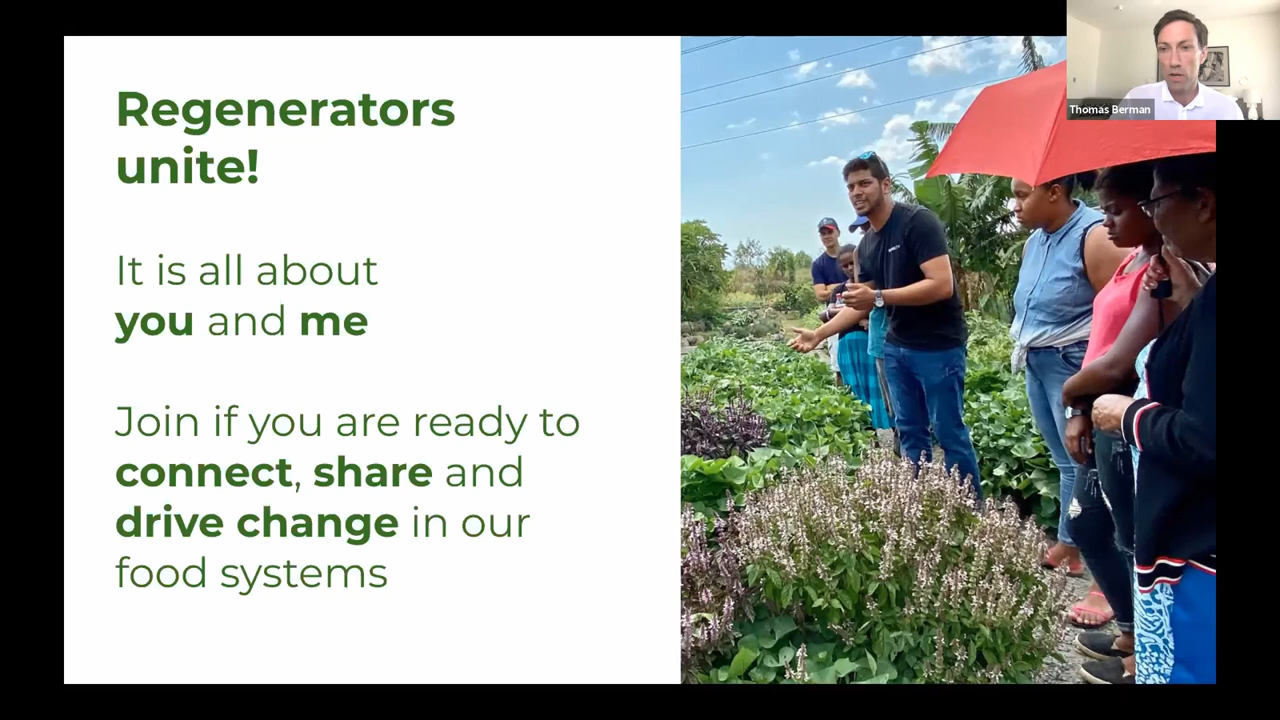 Regenerators
unite!
It is all about
you and me
Join if you are ready to
connect, share and
drive change in our
food systems
Thomas Berman